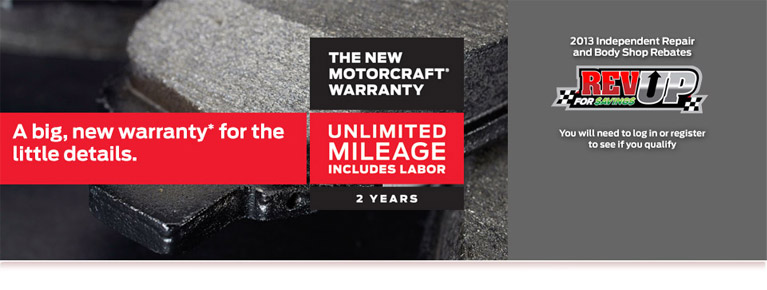 A big, new warranty* for the
little details.
THE NEW
MOTORCRAFT®
WARRANTY
UNLIMITED
MILEAGE
INCLUDES LABOR
2 YEARS
2013 Independent Repair
and Body Shop Rebates
REV UP
FOR SAVINGS
You will need to log in or register
to see if you qualify